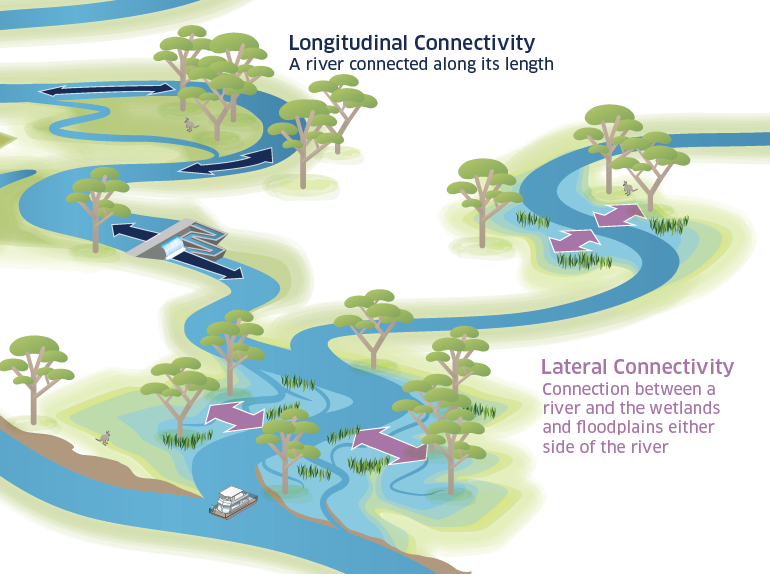 Longitudinal Connectivity
A river connected along its length
Lateral Connectivity
Connection between a
river and the wetlands
and floodplains either
side of the river